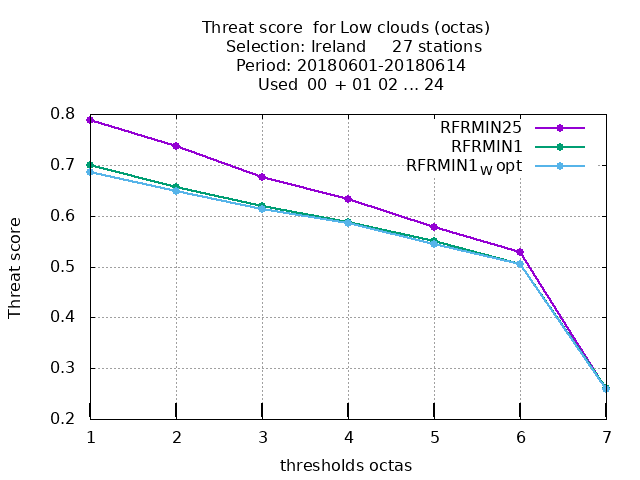 Threat score  for Low clouds (octas)
Selection: Ireland     27 stations
Period: 20180601-20180614
Used  00  + 01 02 ... 24
RFRMIN25
RFRMIN1
RFRMIN1W opt
0.8
0.7
0.6
0.5
0.4
0.3
0.2
Threat score
1 2 3 4 5 6 7
thresholds octas